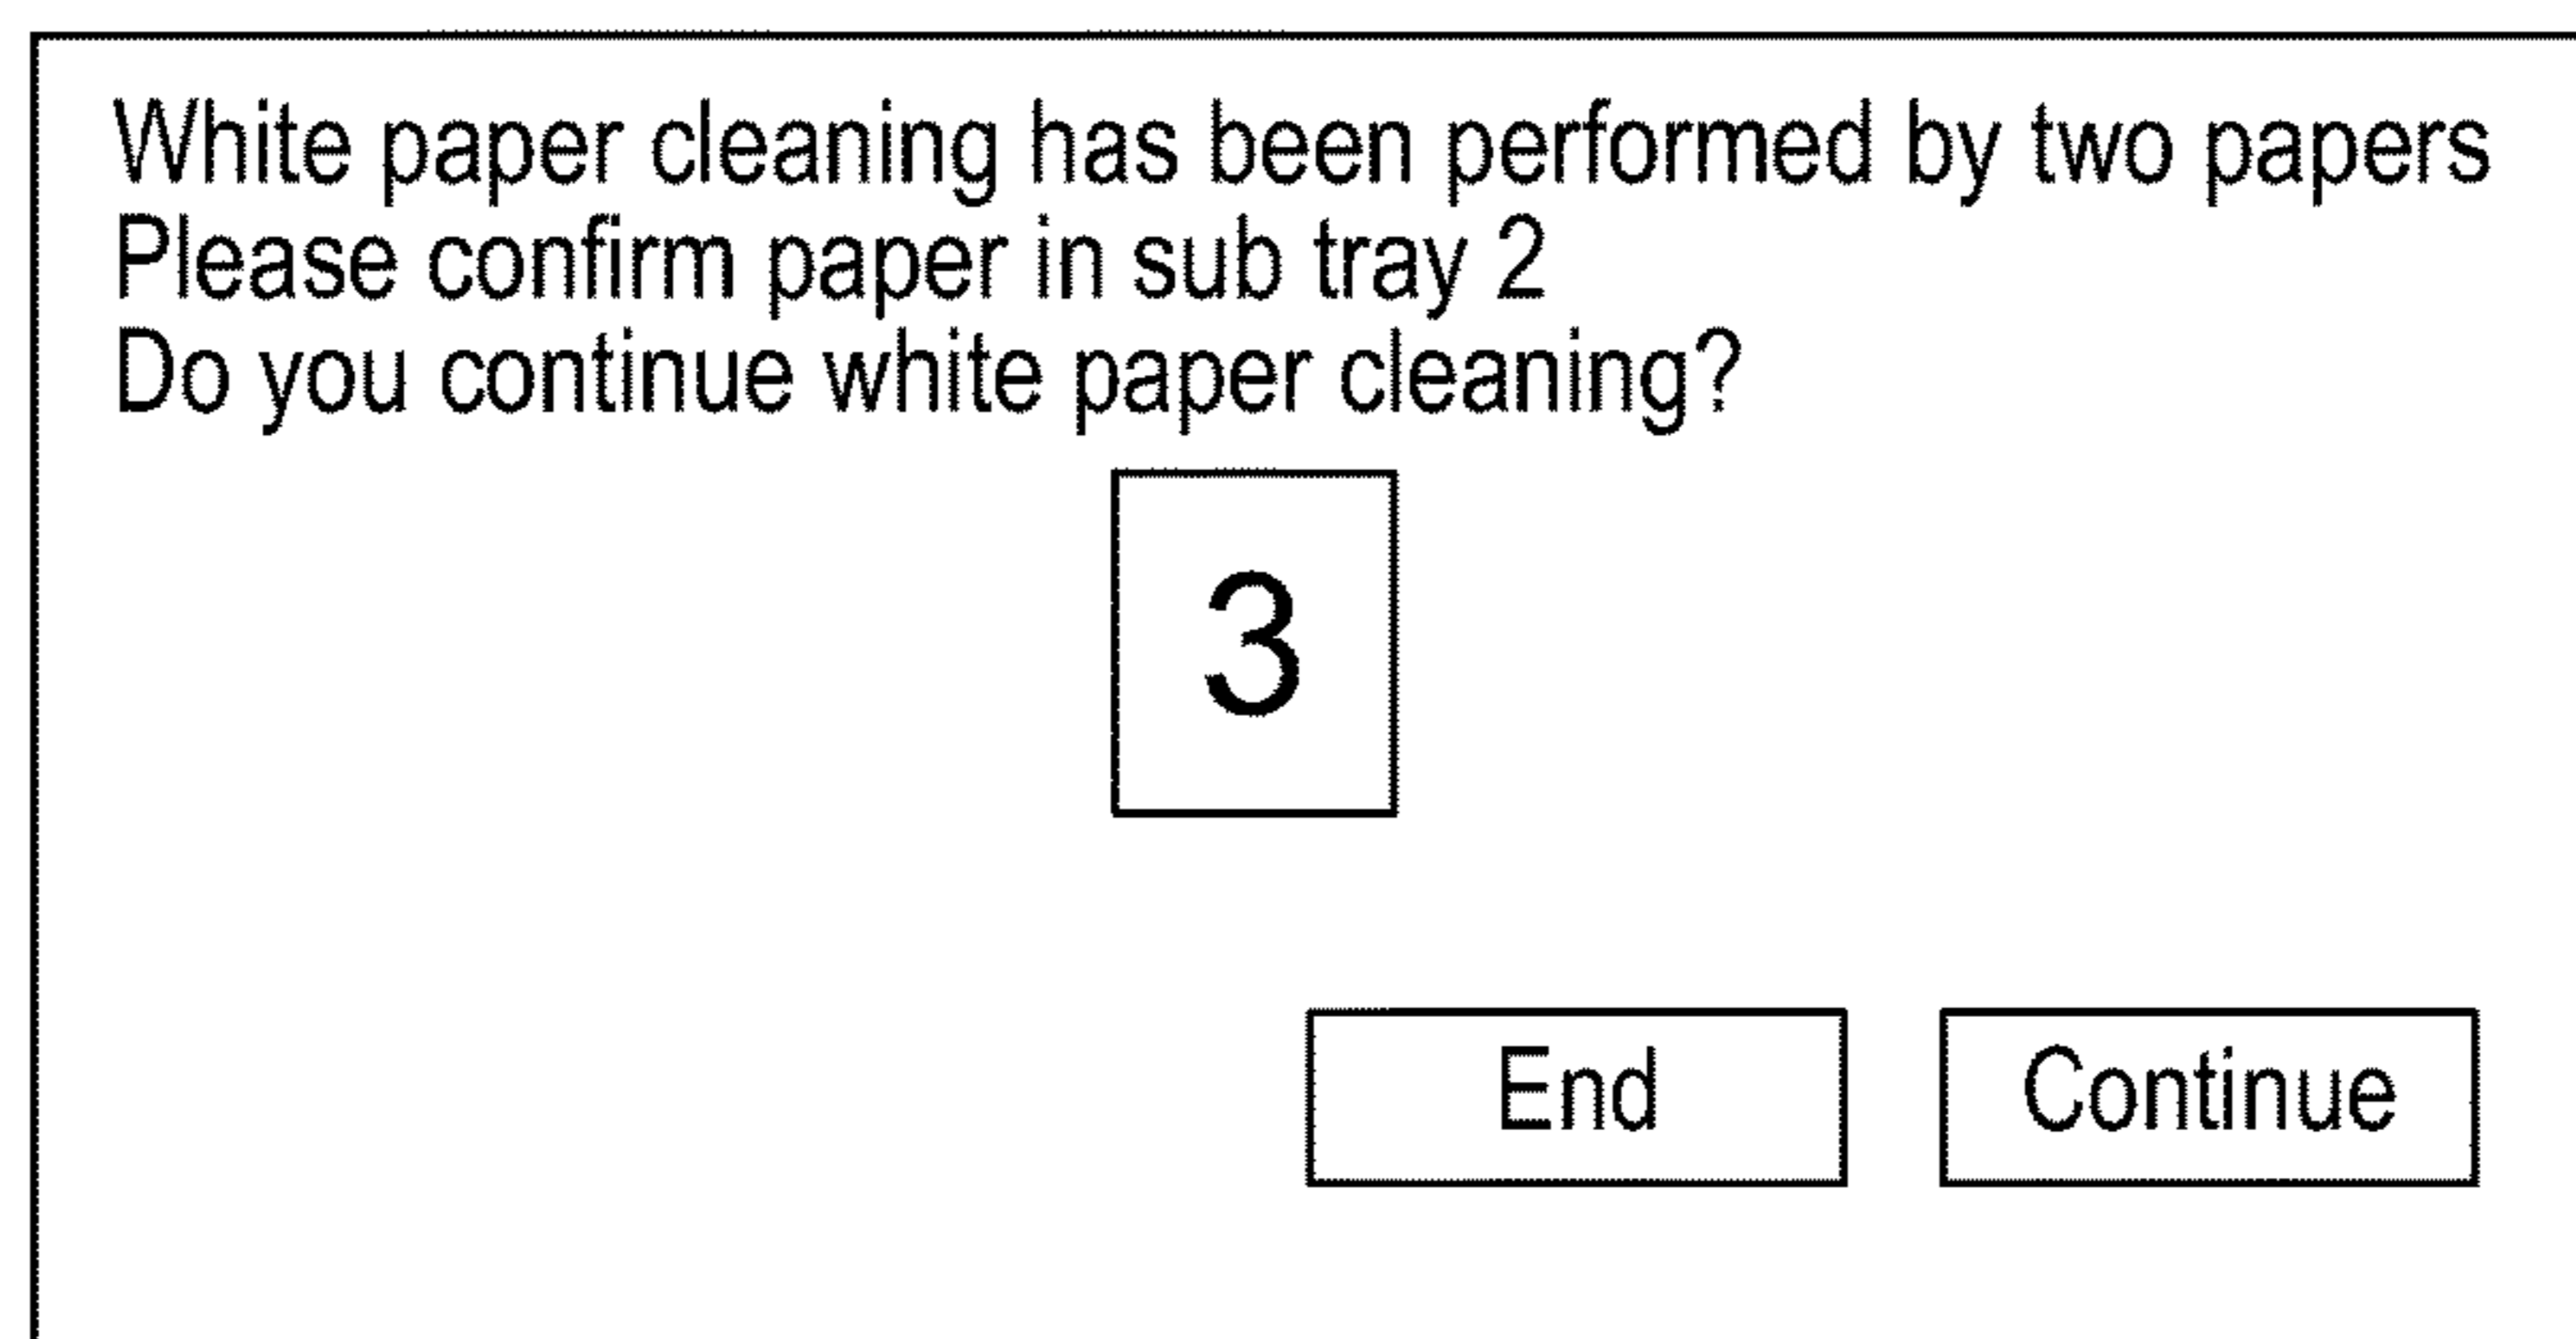 White paper cleaning has been performed by two papers
Please confirm paper in sub tray 2
Do you continue white paper cleaning?
3
End Continue